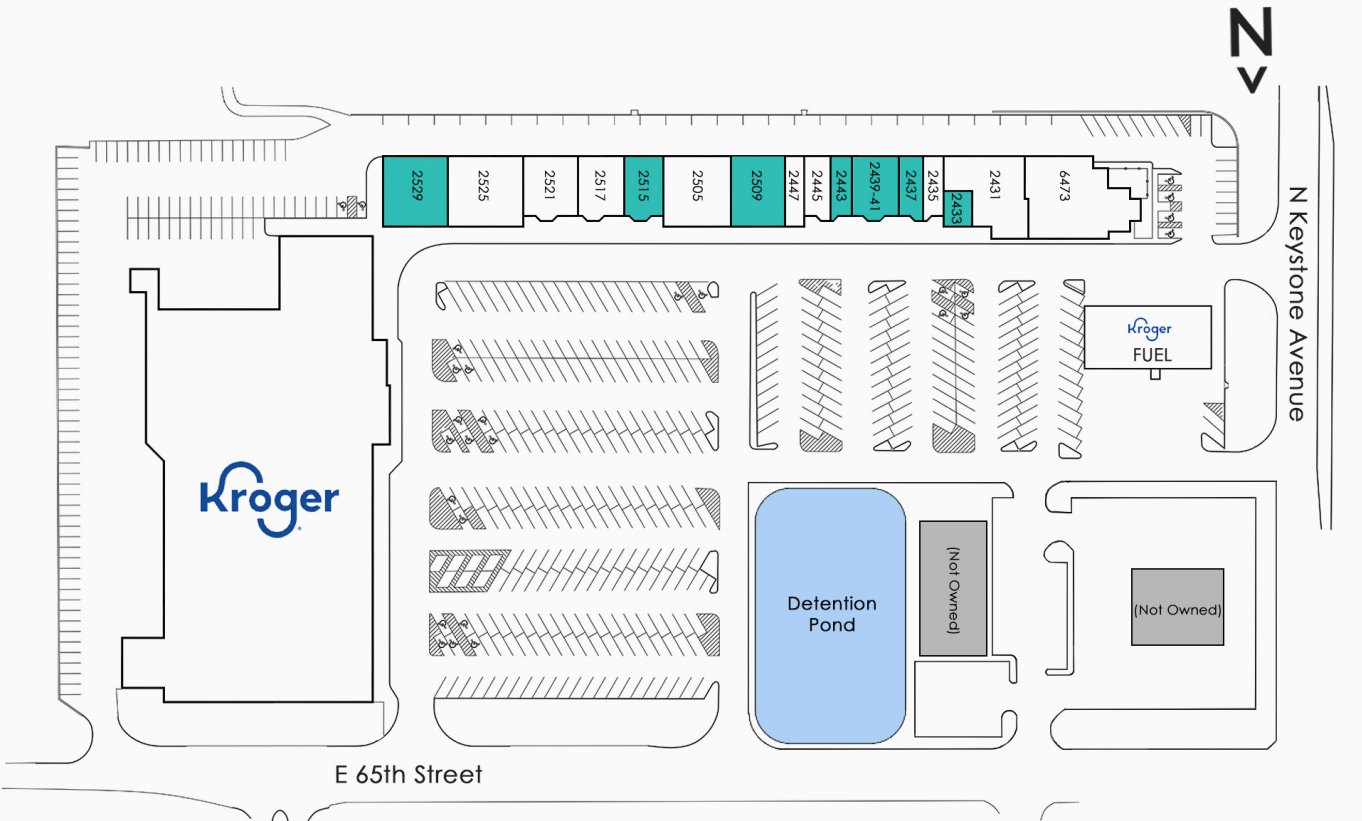 N
2529
2525
2521
2517
2515
2505
2509
2447
2445
2443
2439-41
2437
2435
2433
2431
6473
N Keystone Avenue
Kroger
FUEL
Kroger
Detention
Pond
(Not Owned)
(Not Owned)
E 65th Street